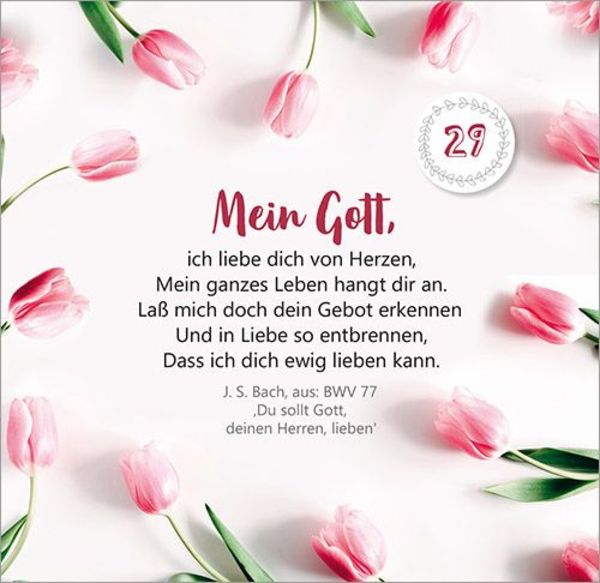 29
Mein Gott,
ich liebe dich von Herzen,
Mein ganzes Leben hangt dir an.
Laß mich doch dein Gebot erkennen
Und in Liebe so entbrennen,
Dass ich dich ewig lieben kann.
J. S. Bach, aus: BWV 77
‚Du sollt Gott,
deinen Herren, lieben'